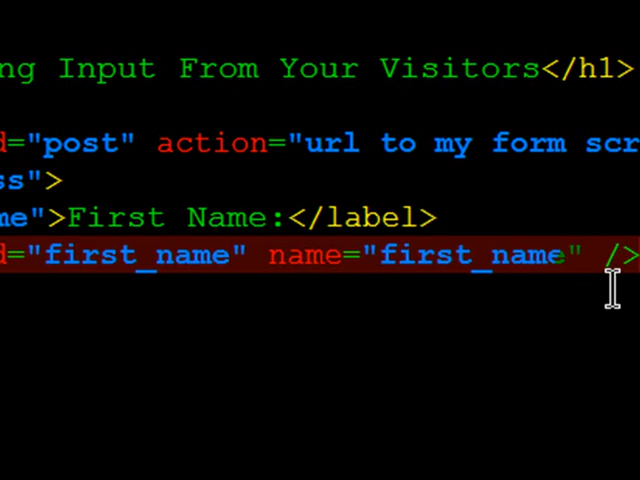 ng Input From Your Visitors</h1>
d="post" action="url to my form scr
ss">
me">First Name:</label>
d="first_name" name="first_name" />